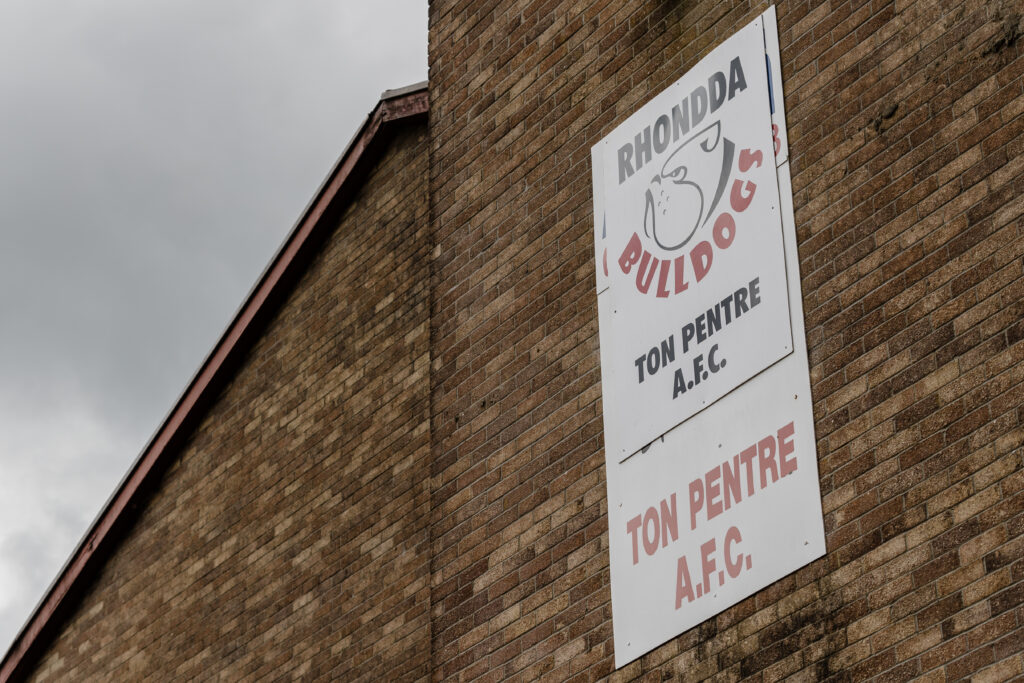 RHONDDA
BULLDOGS
TON PENTRE
A.F.C.
TON PENTRE
A.F.C.